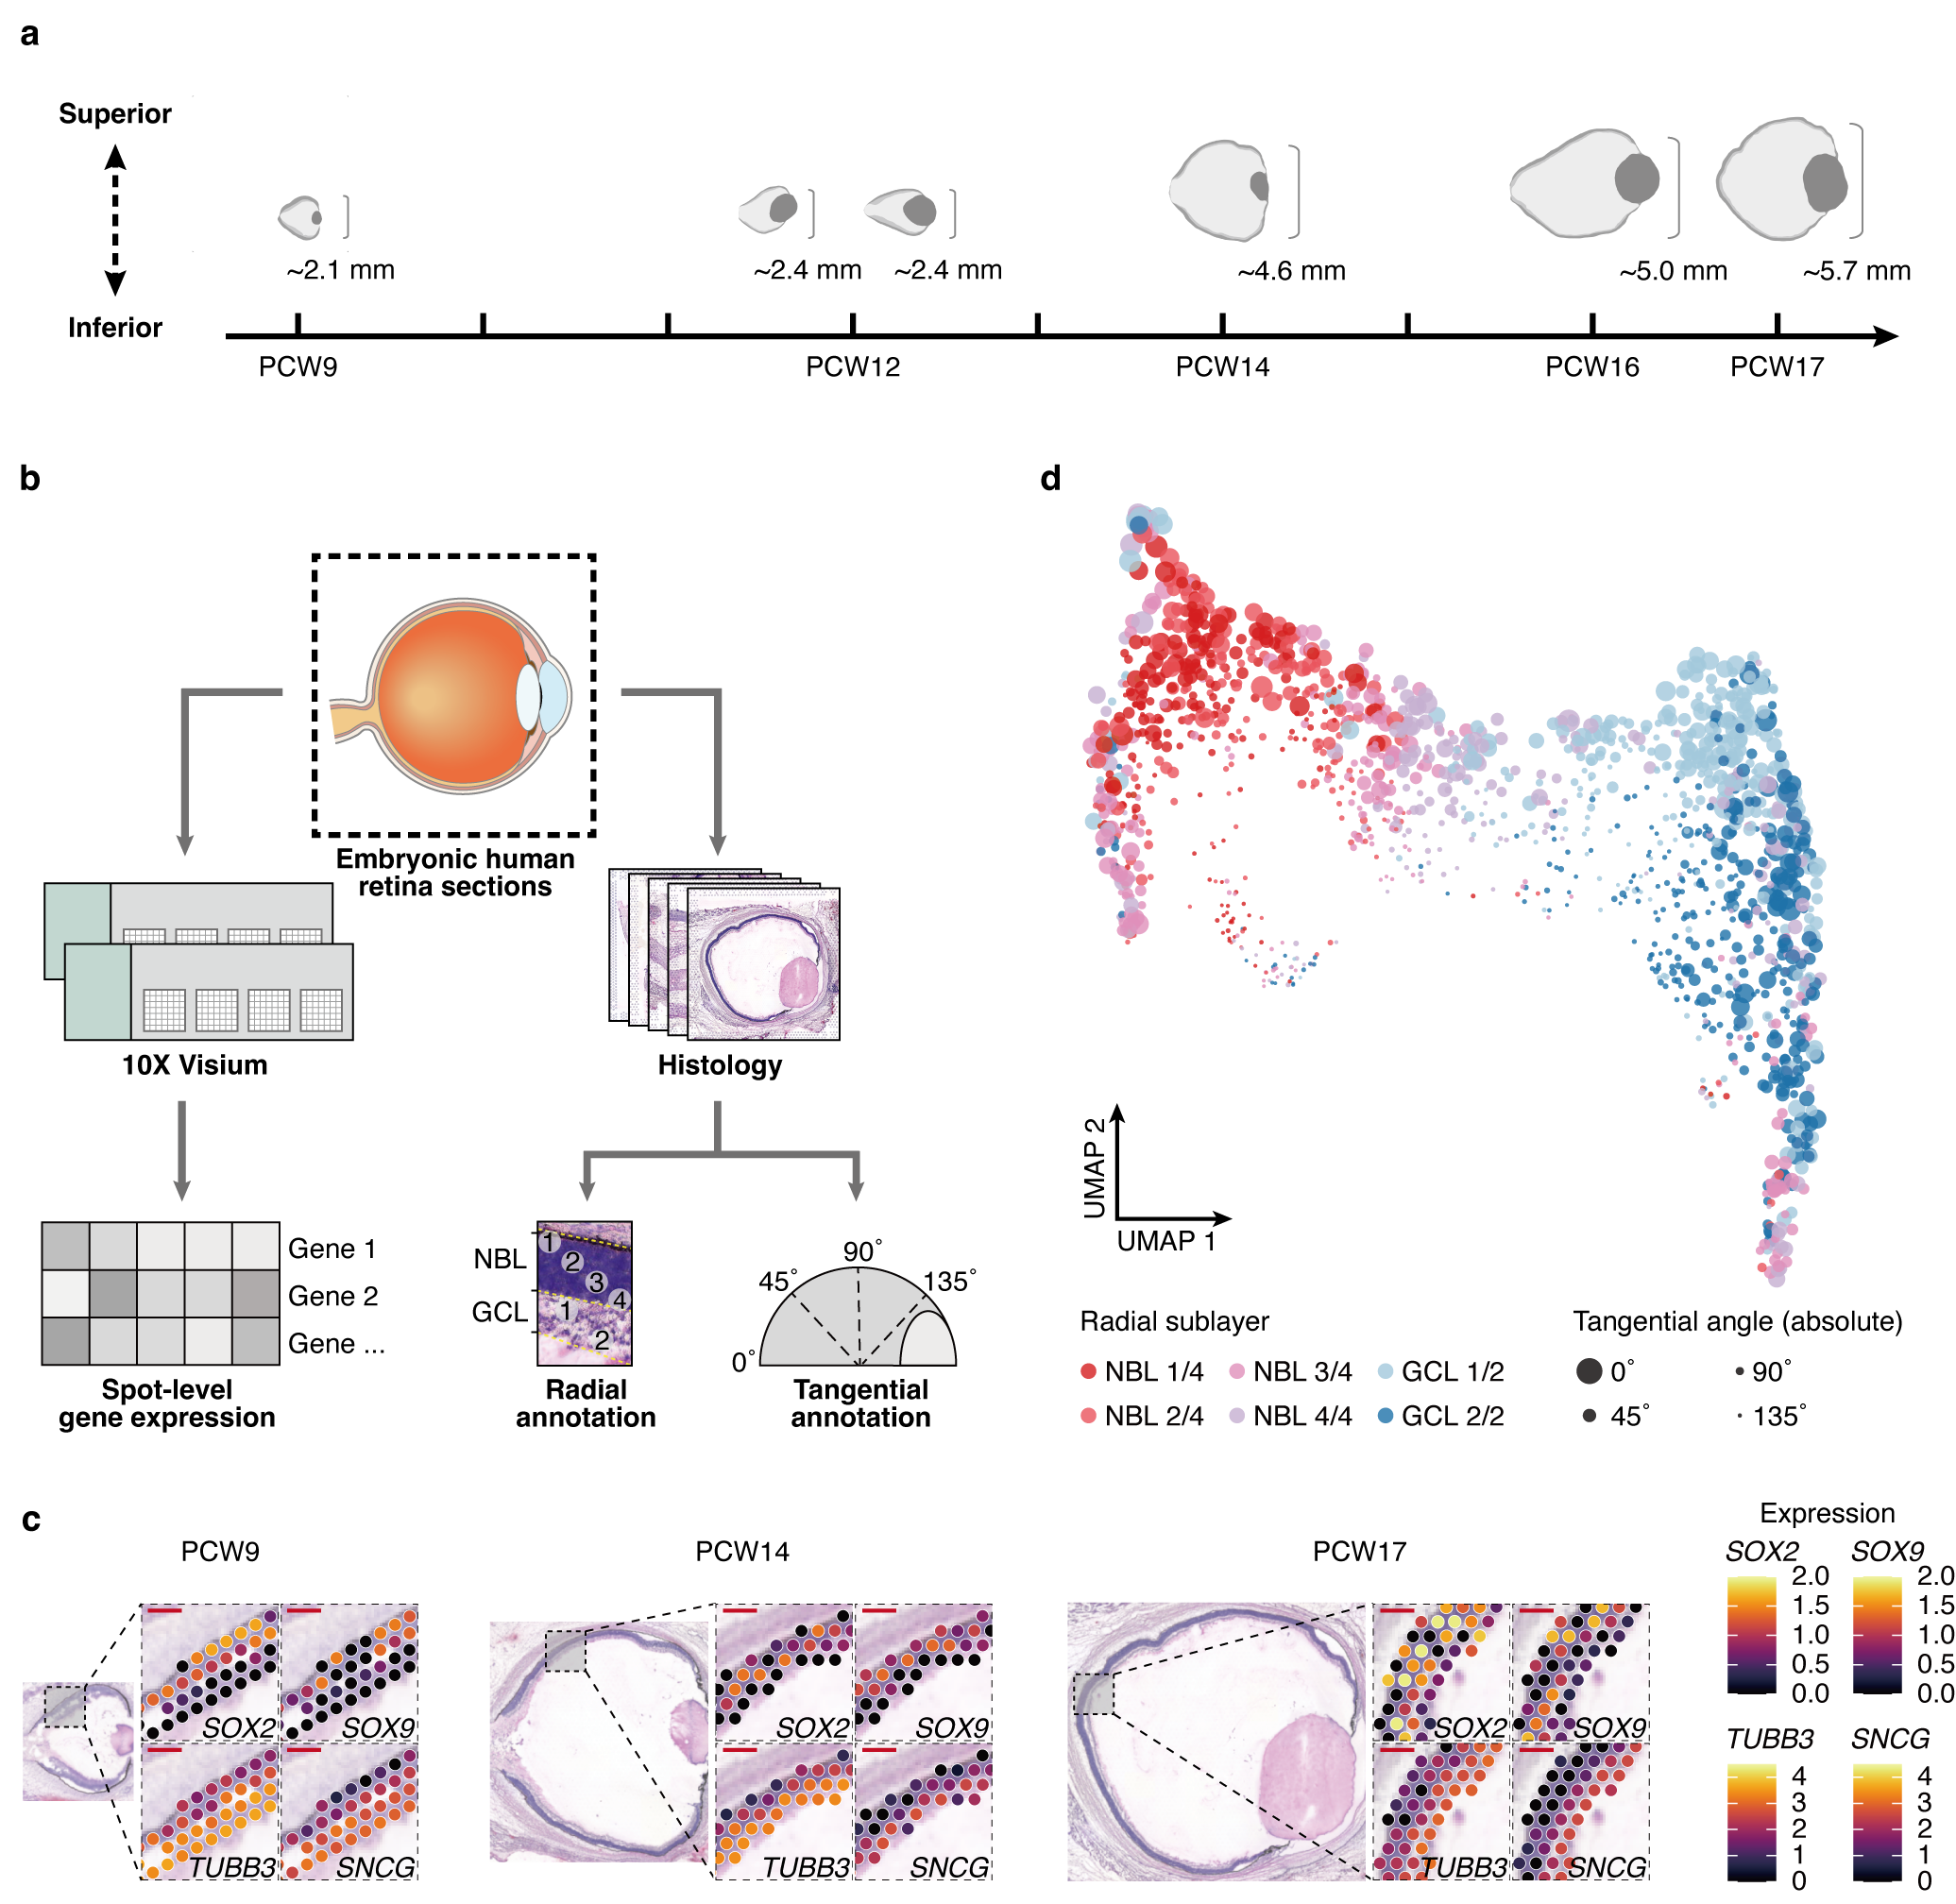 a
Superior
Inferior
~2.1 mm
~2.4 mm
~2.4 mm
~4.6 mm
~5.0 mm
~5.7 mm
PCW9
PCW12
PCW14
PCW16
PCW17
b
Embryonic human
retina sections
10X Visium
Histology
Gene 1
Gene 2
Gene ...
Spot-level
gene expression
NBL
GCL
1
2
3
4
1
2
Radial
annotation
0°
45°
90°
135°
Tangential
annotation
d
UMAP 2
UMAP 1
Radial sublayer
NBL 1/4
NBL 3/4
GCL 1/2
NBL 2/4
NBL 4/4
GCL 2/2
Tangential angle (absolute)
0°
90°
45°
135°
c
PCW9
SOX2
SOX9
TUBB3
SNCG
PCW14
SOX2
SOX9
TUBB3
SNCG
PCW17
SOX2
SOX9
TUBB3
SNCG
Expression
SOX2
2.0
1.5
1.0
0.5
0.0
SOX9
2.0
1.5
1.0
0.5
0.0
TUBB3
4
3
2
1
0
SNCG
4
3
2
1
0